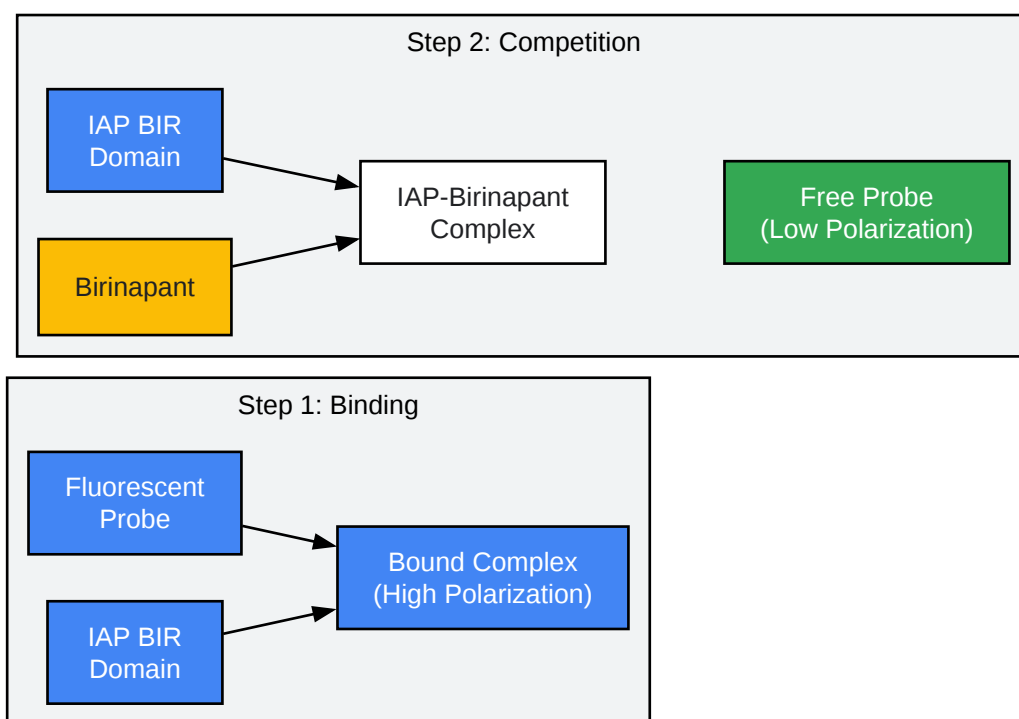 Step 2: Competition
IAP BIR
Domain
Birinapant
IAP-Birinapant
Complex
Free Probe
(Low Polarization)
Step 1: Binding
Fluorescent
Probe
IAP BIR
Domain
Bound Complex
(High Polarization)